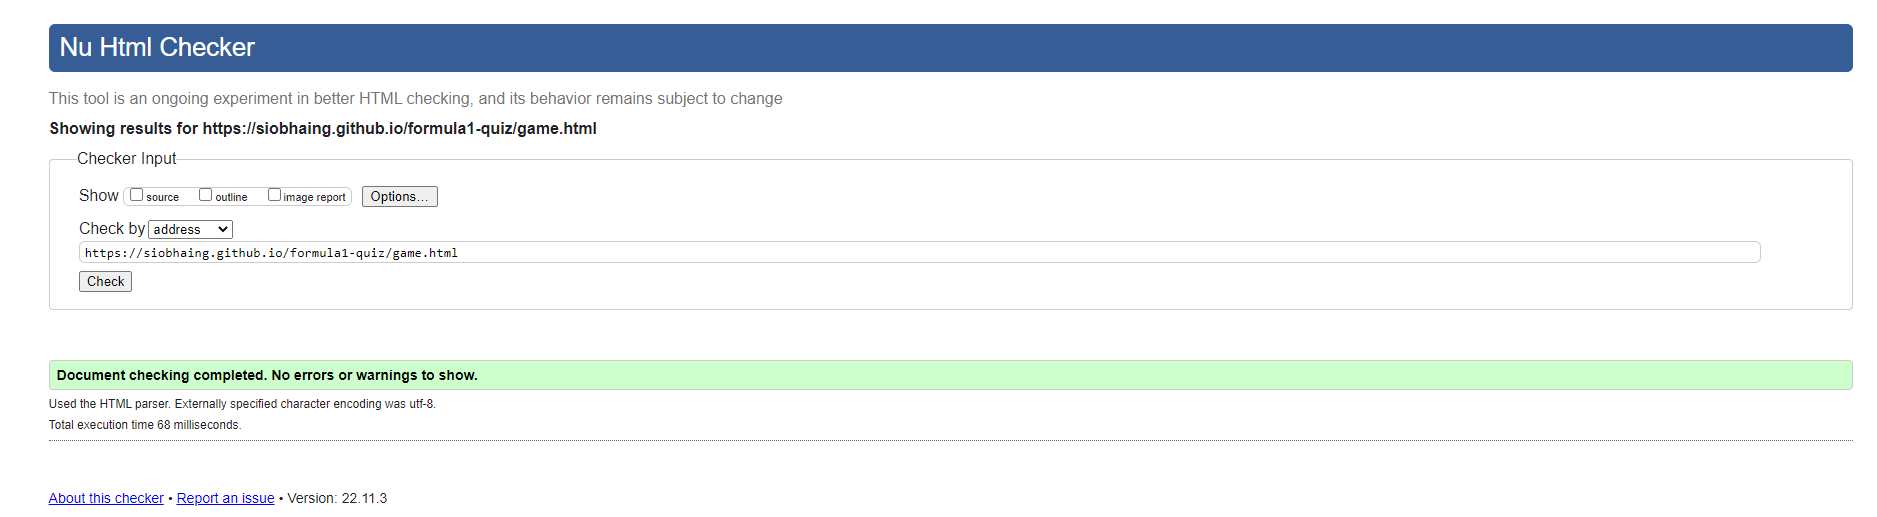 Nu Html Checker
This tool is an ongoing experiment in better HTML checking, and its behavior remains subject to change
Showing results for https://siobhaing.github.io/formula1-quiz/game.html
Checker Input
Show source outline image report Options...
Check by address
https://siobhaing.github.io/formula1-quiz/game.html
Check
Document checking completed. No errors or warnings to show.
Used the HTML parser. Externally specified character encoding was utf-8.
Total execution time 68 milliseconds.
About this checker • Report an issue • Version: 22.11.3